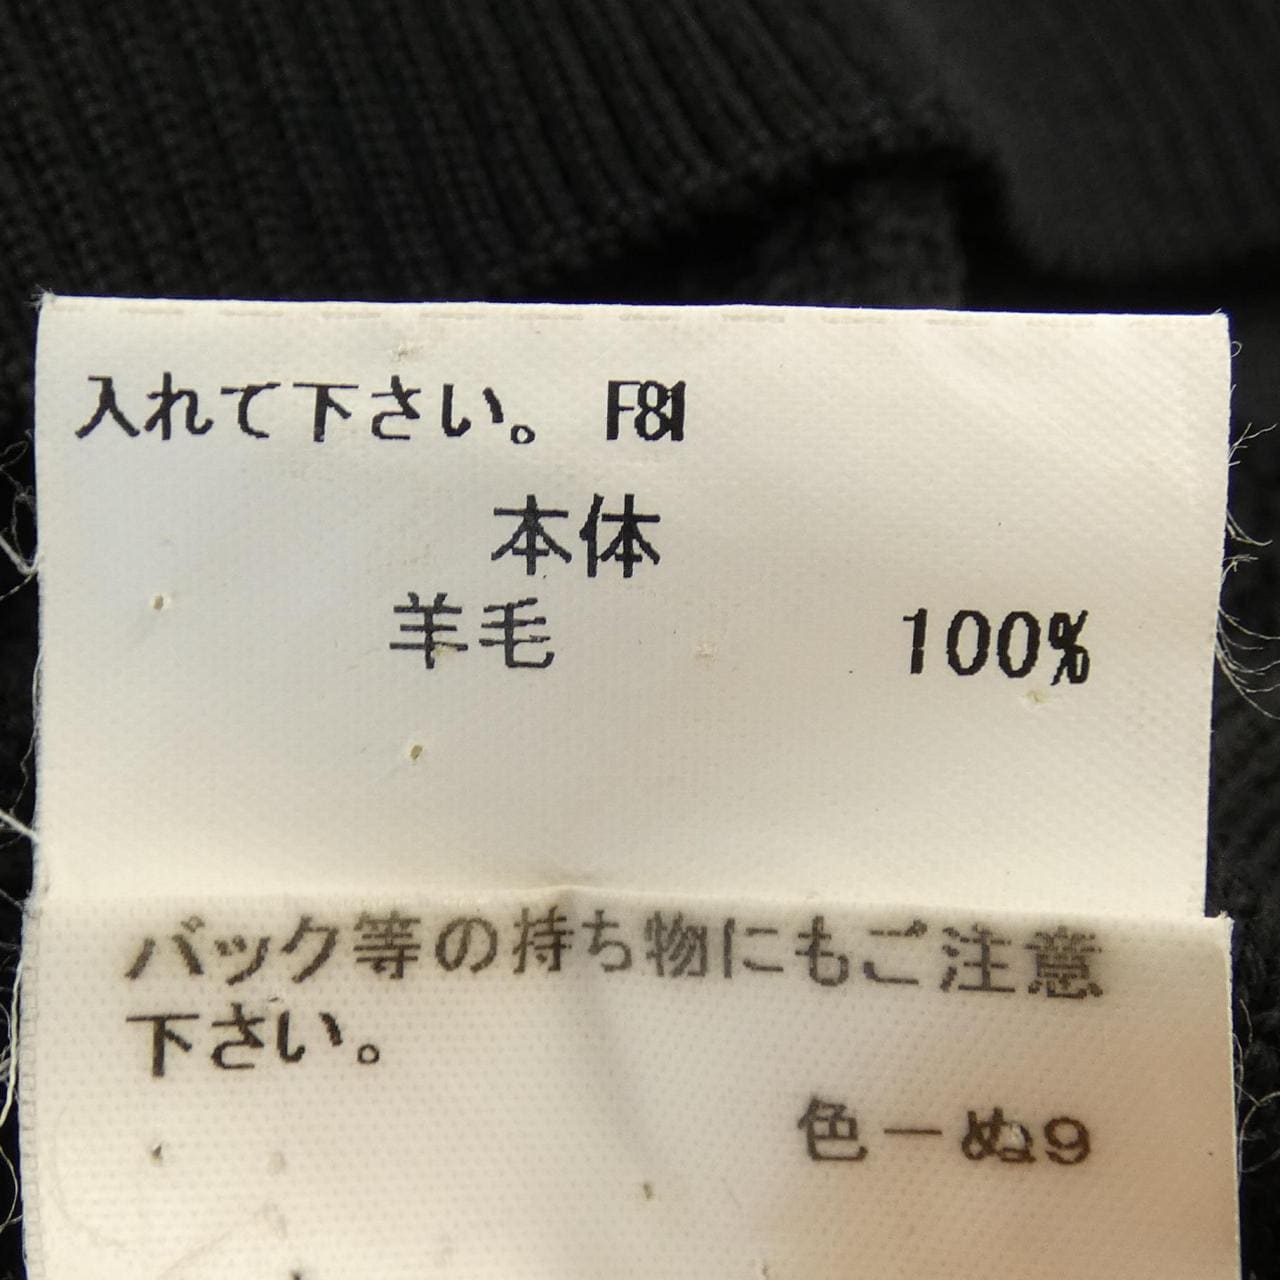 入れて下さい。 F81
本体
羊毛 100%
バック等の持ち物にもご注意
下さい。
色ーぬ9